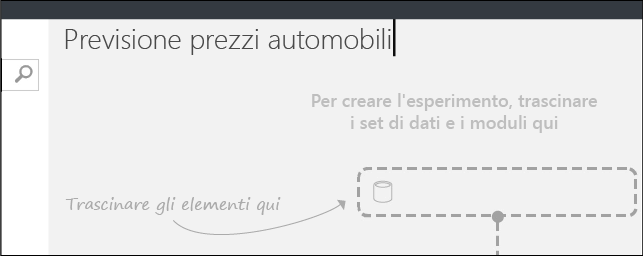 Previsione prezzi automobili
Per creare l'esperimento, trascinare
i set di dati e i moduli qui
Trascinare gli elementi qui